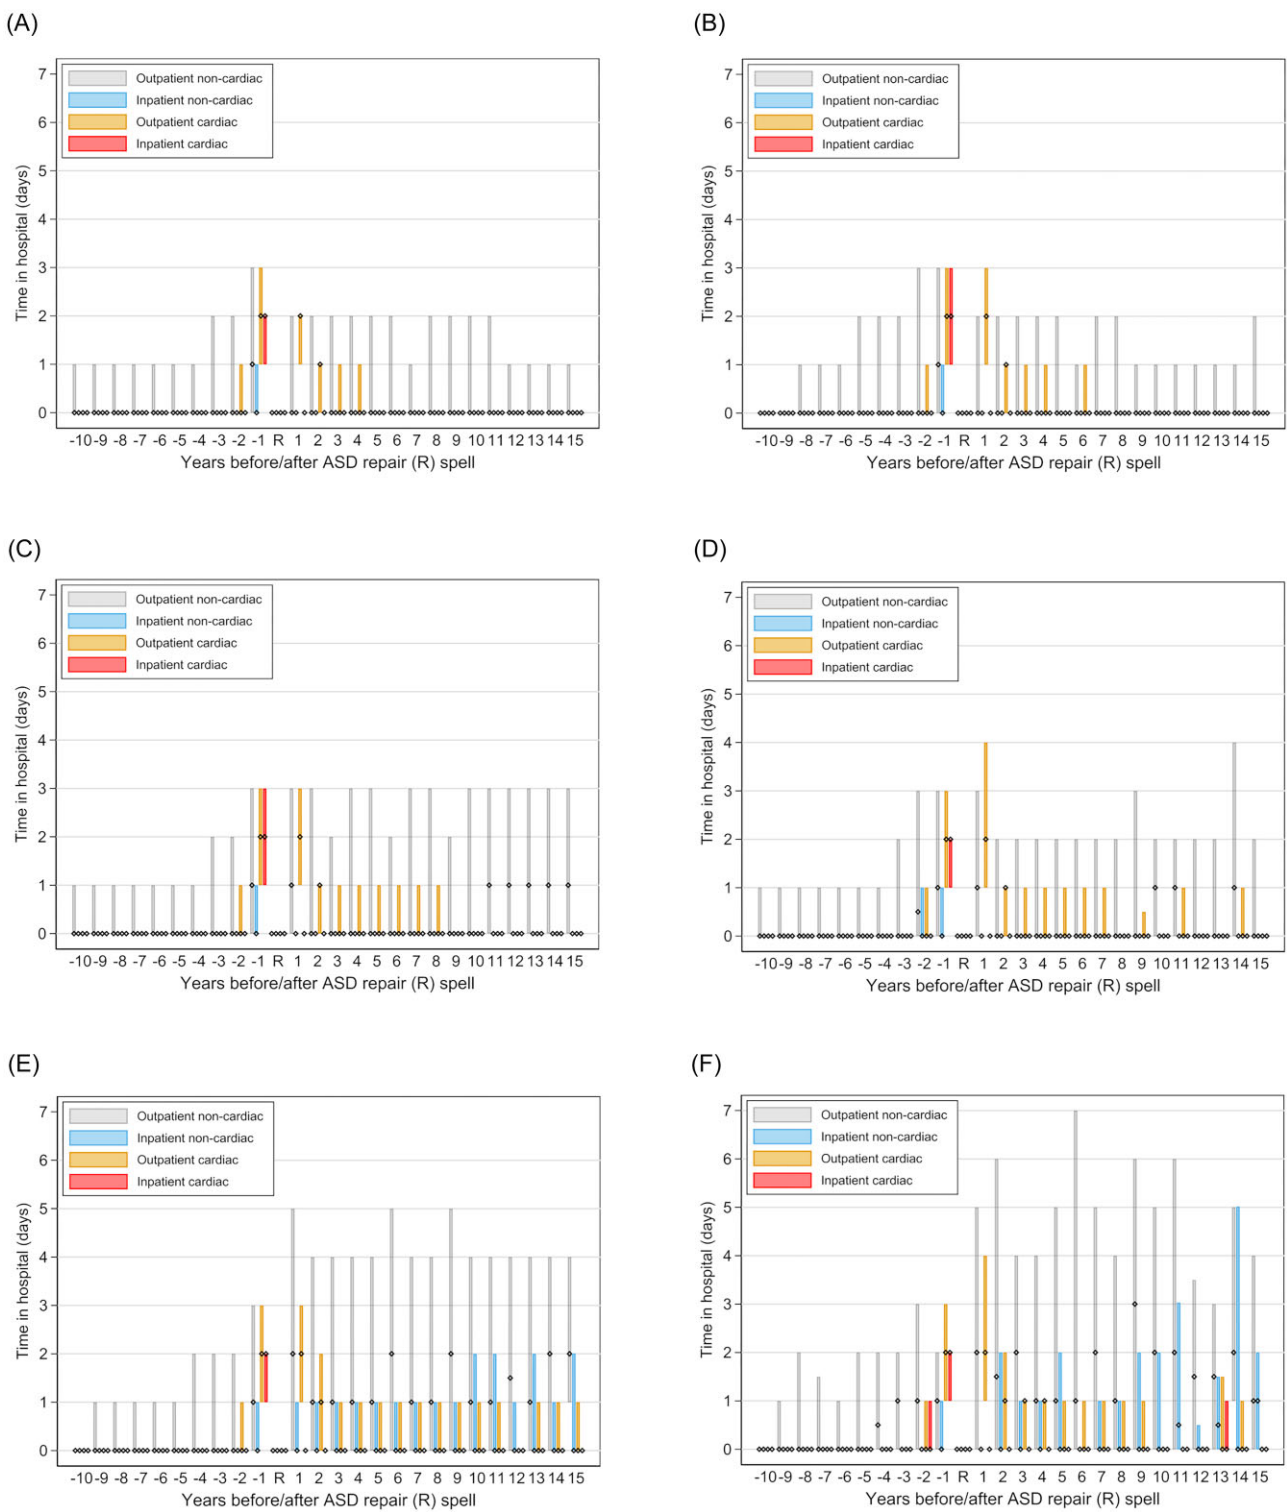 (A)
7
6
5
4
3
2
1
0
Time in hospital (days)
Outpatient non-cardiac
Inpatient non-cardiac
Outpatient cardiac
Inpatient cardiac
-10 -9 -8 -7 -6 -5 -4 -3 -2 -1 R 1 2 3 4 5 6 7 8 9 10 11 12 13 14 15
Years before/after ASD repair (R) spell
(B)
7
6
5
4
3
2
1
0
Time in hospital (days)
Outpatient non-cardiac
Inpatient non-cardiac
Outpatient cardiac
Inpatient cardiac
-10 -9 -8 -7 -6 -5 -4 -3 -2 -1 R 1 2 3 4 5 6 7 8 9 10 11 12 13 14 15
Years before/after ASD repair (R) spell
(C)
7
6
5
4
3
2
1
0
Time in hospital (days)
Outpatient non-cardiac
Inpatient non-cardiac
Outpatient cardiac
Inpatient cardiac
-10 -9 -8 -7 -6 -5 -4 -3 -2 -1 R 1 2 3 4 5 6 7 8 9 10 11 12 13 14 15
Years before/after ASD repair (R) spell
(D)
7
6
5
4
3
2
1
0
Time in hospital (days)
Outpatient non-cardiac
Inpatient non-cardiac
Outpatient cardiac
Inpatient cardiac
-10 -9 -8 -7 -6 -5 -4 -3 -2 -1 R 1 2 3 4 5 6 7 8 9 10 11 12 13 14 15
Years before/after ASD repair (R) spell
(E)
7
6
5
4
3
2
1
0
Time in hospital (days)
Outpatient non-cardiac
Inpatient non-cardiac
Outpatient cardiac
Inpatient cardiac
-10 -9 -8 -7 -6 -5 -4 -3 -2 -1 R 1 2 3 4 5 6 7 8 9 10 11 12 13 14 15
Years before/after ASD repair (R) spell
(F)
7
6
5
4
3
2
1
0
Time in hospital (days)
Outpatient non-cardiac
Inpatient non-cardiac
Outpatient cardiac
Inpatient cardiac
-10 -9 -8 -7 -6 -5 -4 -3 -2 -1 R 1 2 3 4 5 6 7 8 9 10 11 12 13 14 15
Years before/after ASD repair (R) spell